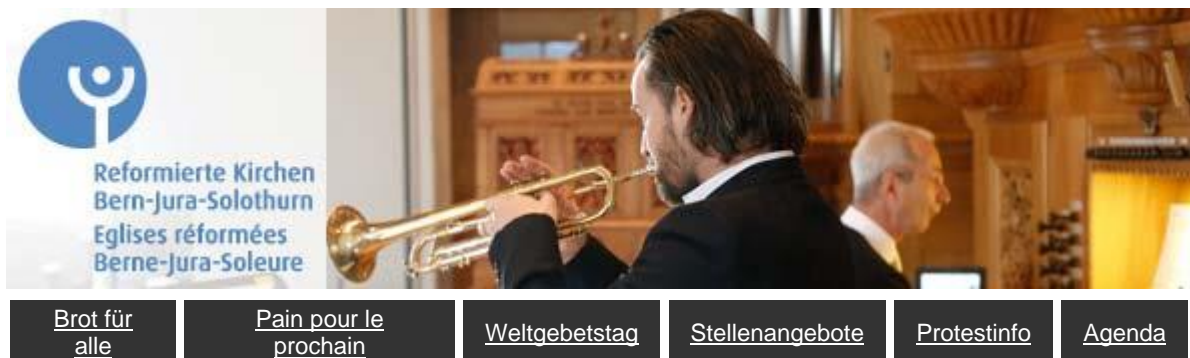 Reformierte Kirchen
Bern-Jura-Solothurn
Eglises réformées
Berne-Jura-Soleure
Brot für
alle
Pain pour le
prochain
Weltgebetstag
Stellenangebote
Protestinfo
Agenda